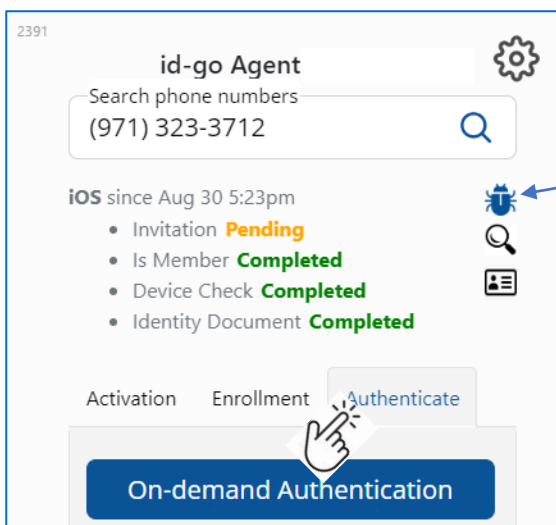 2391
id-go Agent
Search phone numbers
(971) 323-3712
iOS since Aug 30 5:23pm
Invitation Pending
Is Member Completed
Device Check Completed
Identity Document Completed
Activation Enrollment Authenticate
On-demand Authentication